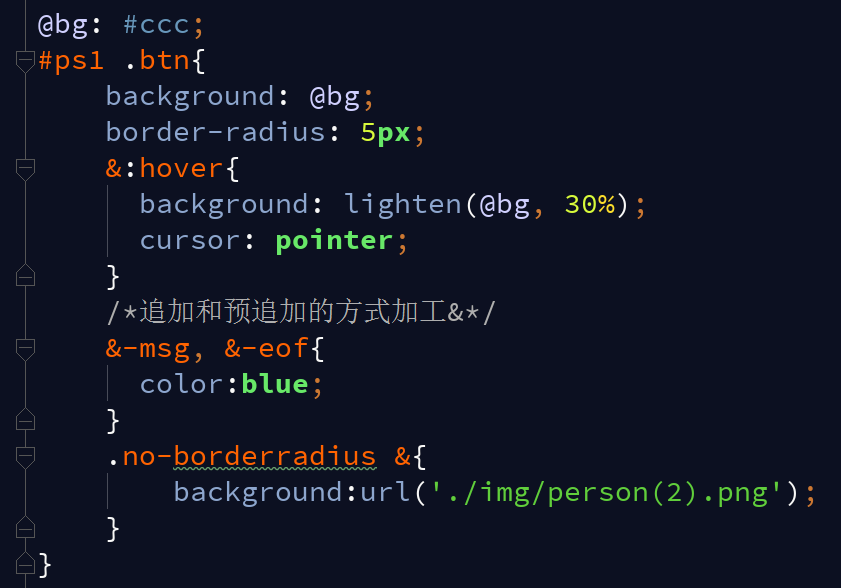 @bg: #ccc;
#ps1 .btn{
    background: @bg;
    border-radius: 5px;
    &:hover{
      background: lighten(@bg, 30%);
      cursor: pointer;
    }
    /*追加和预追加的方式加工&*/
    &-msg, &-eof{
      color:blue;
    }
    .no-borderradius &{
        background:url('./img/person(2).png');
    }
}